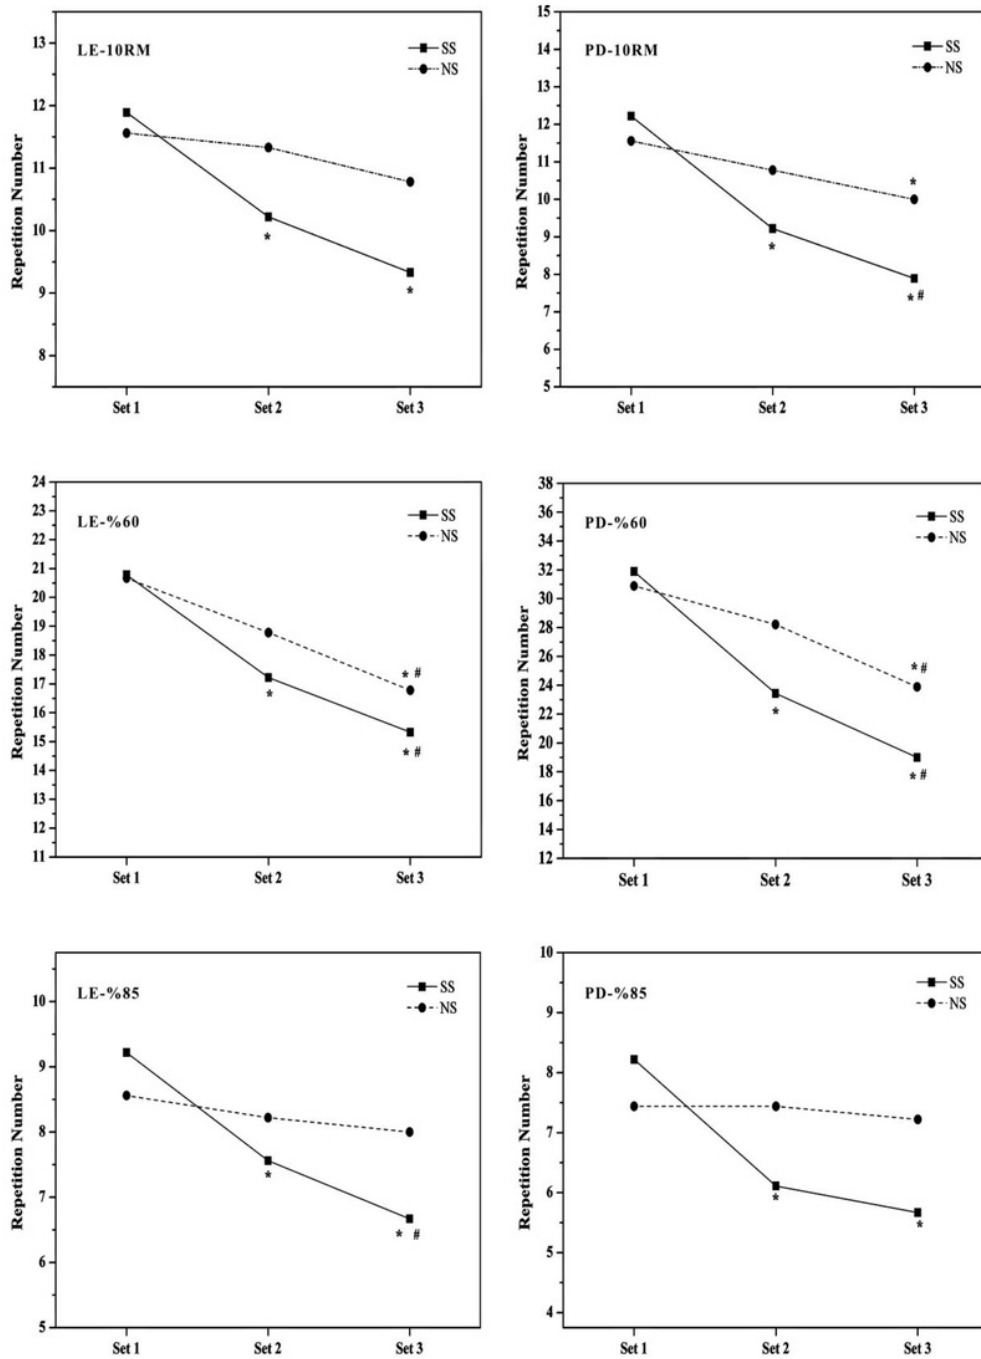 LE-10RM
SS
NS
Repetition Number
13
12
11
10
9
8
*
*
Set 1
Set 2
Set 3
PD-10RM
SS
NS
Repetition Number
15
14
13
12
11
10
9
8
7
6
5
*
*
* #
Set 1
Set 2
Set 3
LE-%60
SS
NS
Repetition Number
24
23
22
21
20
19
18
17
16
15
14
13
12
11
* #
*
* #
Set 1
Set 2
Set 3
PD-%60
SS
NS
Repetition Number
38
36
34
32
30
28
26
24
22
20
18
16
14
12
* #
*
* #
Set 1
Set 2
Set 3
LE-%85
SS
NS
Repetition Number
10
9
8
7
6
5
*
* #
Set 1
Set 2
Set 3
PD-%85
SS
NS
Repetition Number
10
9
8
7
6
5
4
*
*
Set 1
Set 2
Set 3